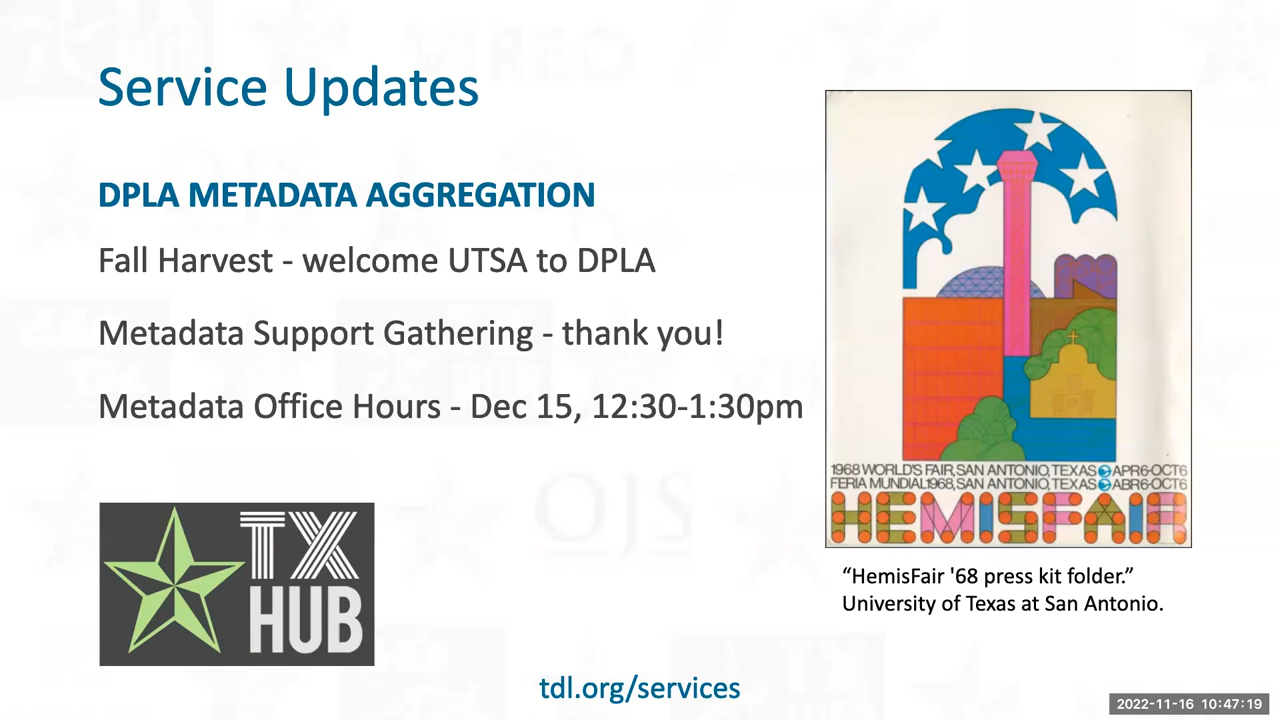 Service Updates
DPLA METADATA AGGREGATION
Fall Harvest - welcome UTSA to DPLA
Metadata Support Gathering - thank you!
Metadata Office Hours - Dec 15, 12:30-1:30pm
TX
HUB
1968 WORLD'S FAIR, SAN ANTONIO, TEXAS APR6-OCT6
FERIA MUNDIAL 1968, SAN ANTONIO, TEXAS ABR6-OCT6
HEMISFAIR
“HemisFair '68 press kit folder.”
University of Texas at San Antonio.
tdl.org/services
2022-11-16 10:47:19
VIREO
OJS
OJS